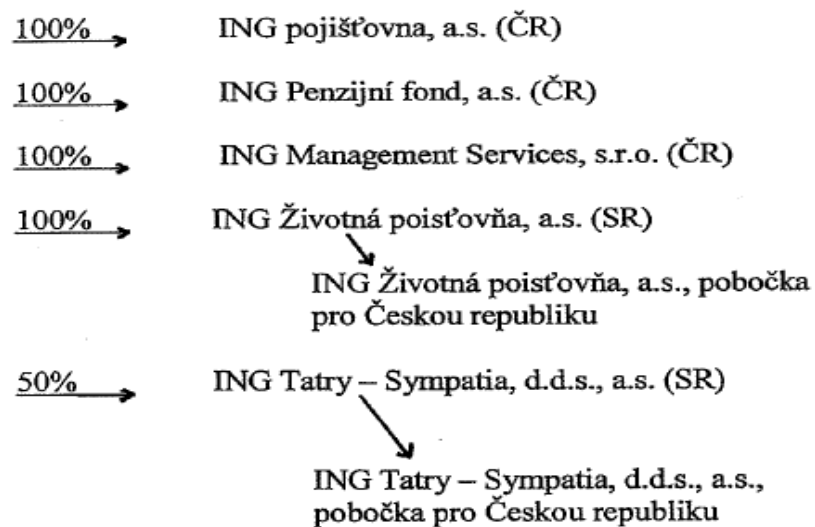 100% ING pojišťovna, a.s. (ČR)
100% ING Penzijní fond, a.s. (ČR)
100% ING Management Services, s.r.o. (ČR)
100% ING Životná poisťovňa, a.s. (SR)
ING Životná poisťovňa, a.s., pobočka
pro Českou republiku
50% ING Tatry – Sympatia, d.d.s., a.s. (SR)
ING Tatry – Sympatia, d.d.s., a.s.,
pobočka pro Českou republiku